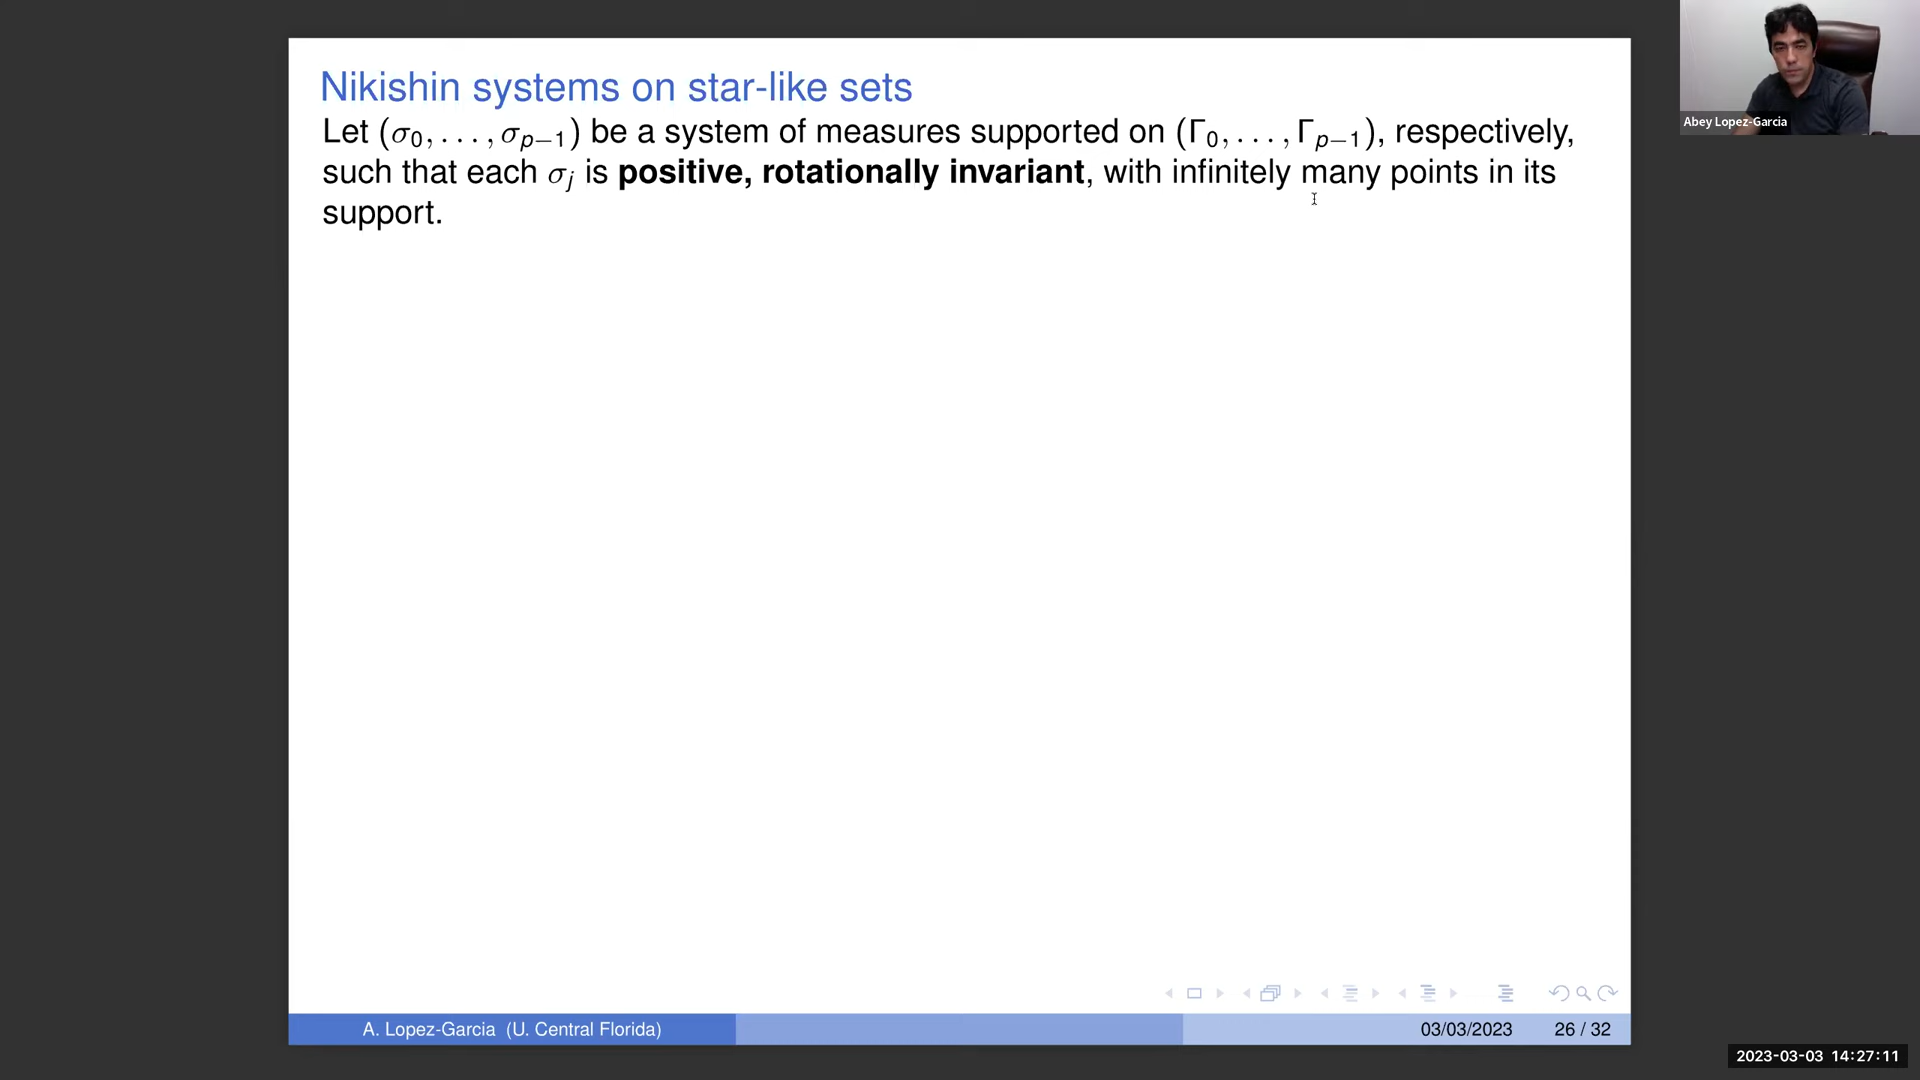 Nikishin systems on star-like sets
Let (σ₀, . . . , σₚ₋₁) be a system of measures supported on (Γ₀, . . . , Γₚ₋₁), respectively,
such that each σⱼ is positive, rotationally invariant, with infinitely many points in its
support.
Abey Lopez-Garcia
A. Lopez-Garcia (U. Central Florida)
03/03/2023
26 / 32
2023-03-03 14:27:11